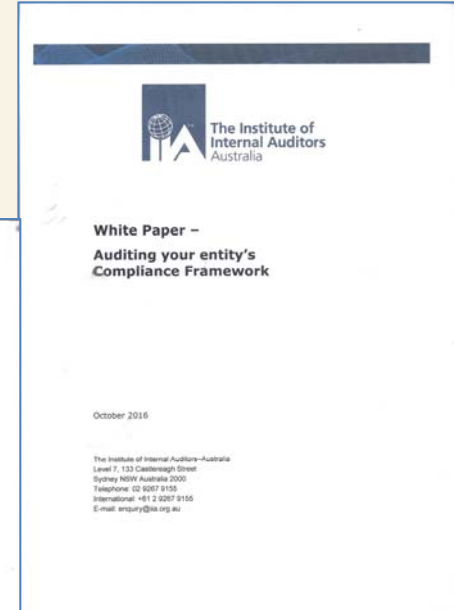 IIA
The Institute of
Internal Auditors
Australia
White Paper –
Auditing your entity's
Compliance Framework
October 2016
The Institute of Internal Auditors–Australia
Level 7, 133 Castlereagh Street
Sydney NSW Australia 2000
Telephone: 02 9267 9155
International: +61 2 9267 9155
E-mail: enquiry@iia.org.au